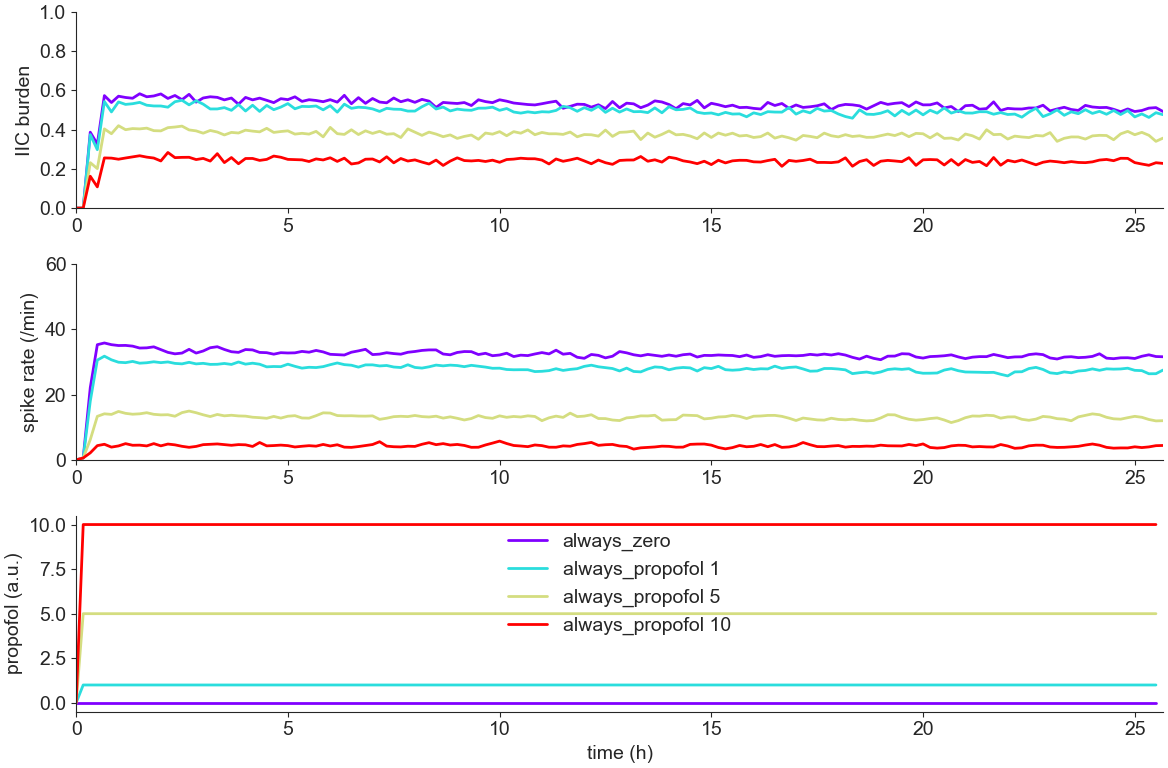 IIC burden
1.0
0.8
0.6
0.4
0.2
0.0
0 5 10 15 20 25
spike rate (/min)
60
40
20
0
0 5 10 15 20 25
propofol (a.u.)
10.0
7.5
5.0
2.5
0.0
always_zero
always_propofol 1
always_propofol 5
always_propofol 10
0 5 10 15 20 25
time (h)